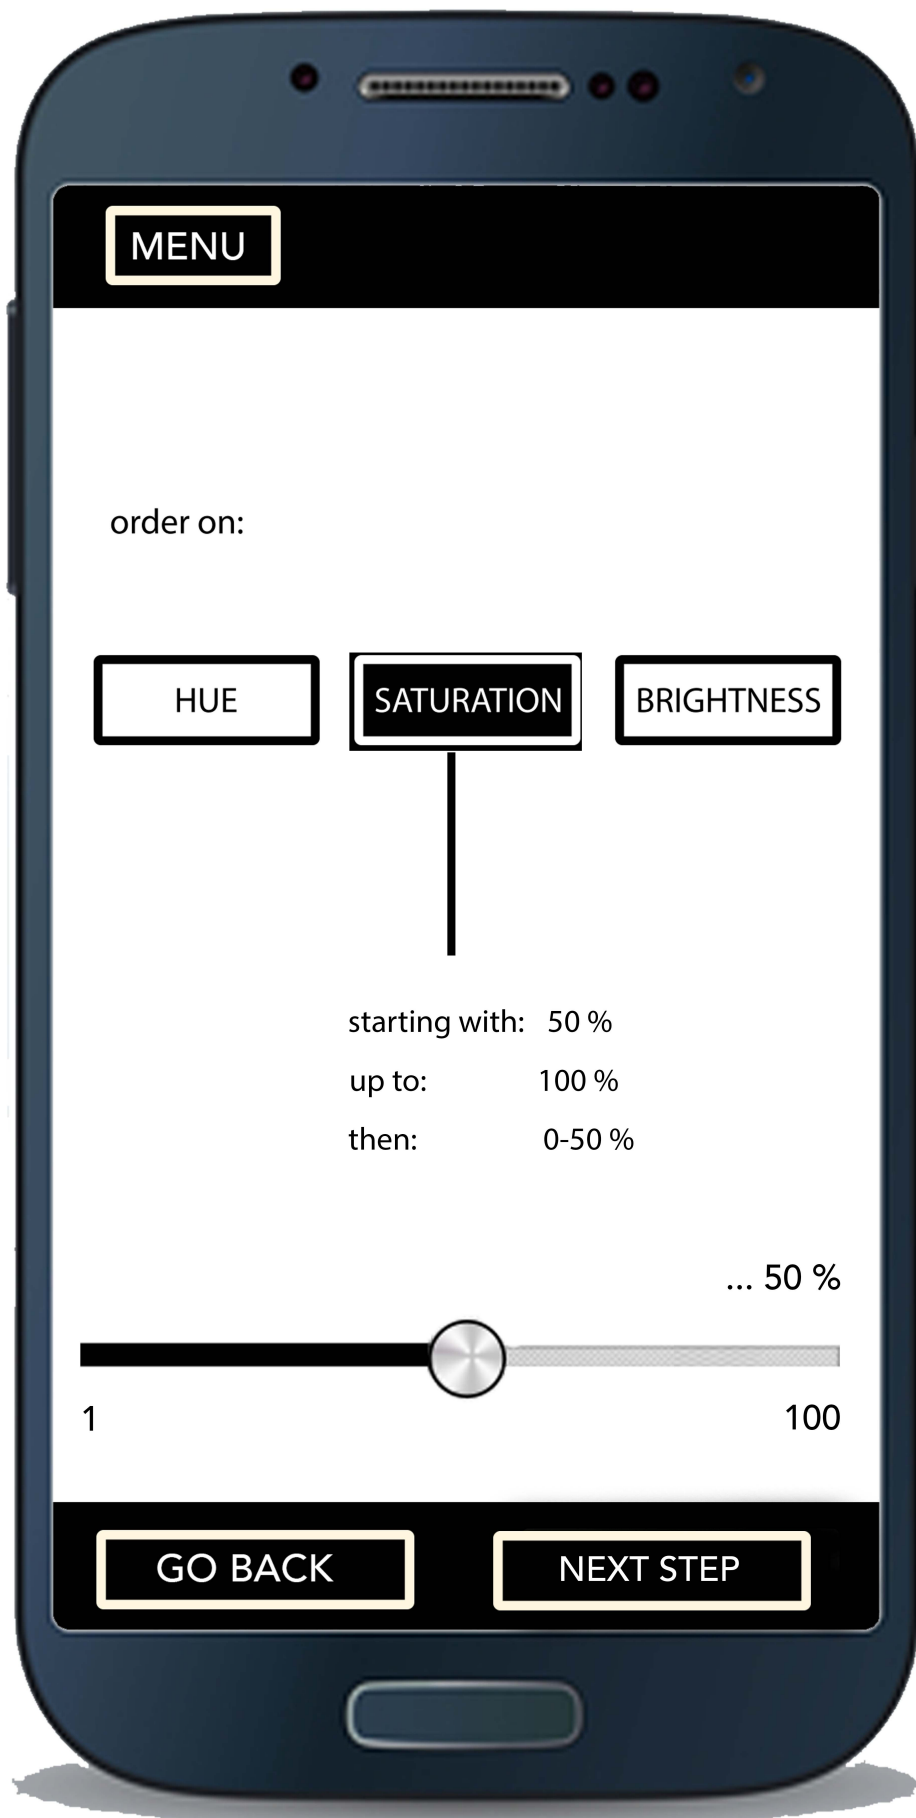 MENU
order on:
HUE SATURATION BRIGHTNESS
starting with: 50 %
up to: 100 %
then: 0-50 %
... 50 %
1 100
GO BACK NEXT STEP